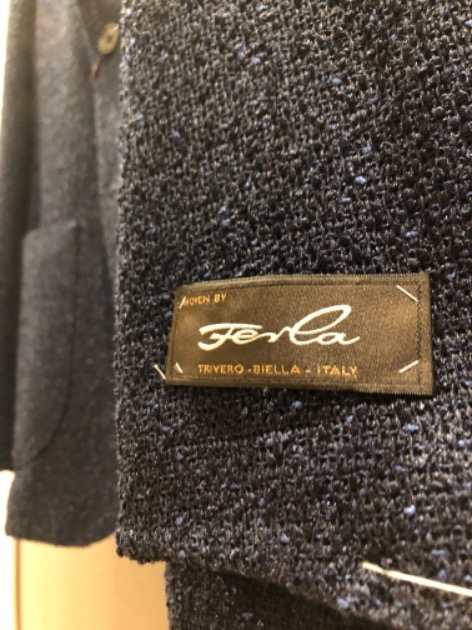 WOVEN BY
Ferla
TRIVERO - BIELLA - ITALY